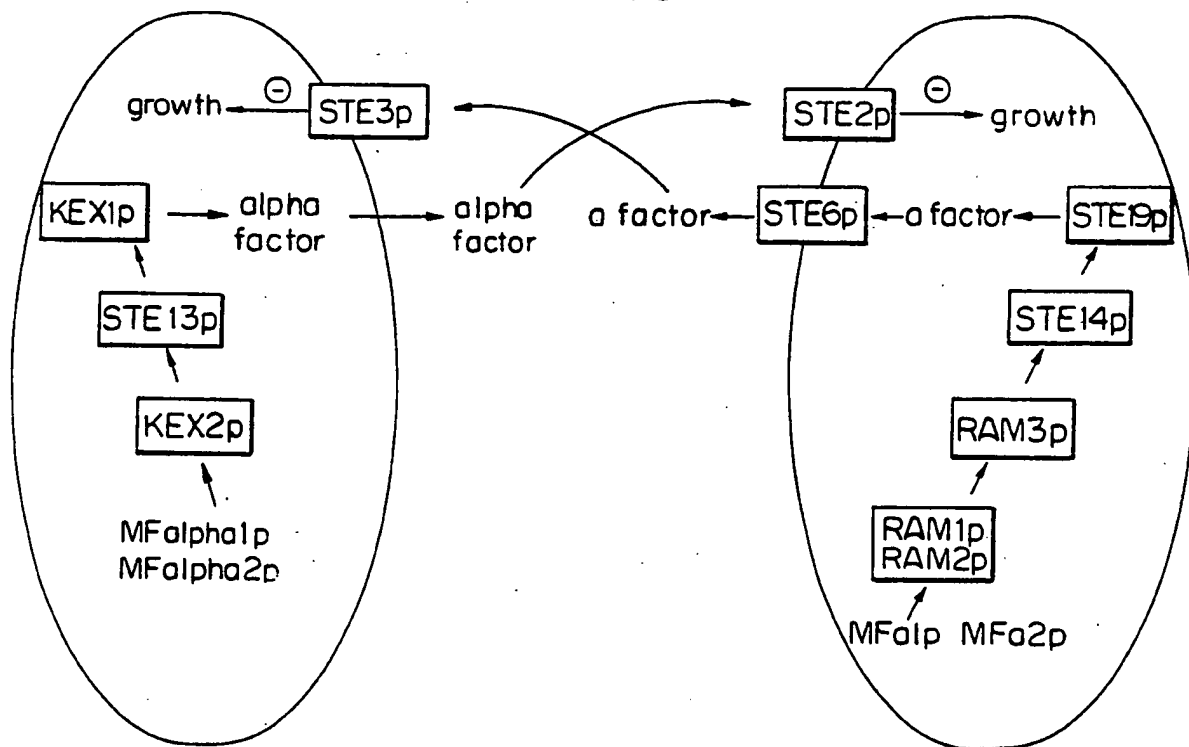 growth
⊖
STE3p
STE2p
⊖
growth
KEX1p
alpha
factor
alpha
factor
a factor
STE6p
a factor
STE19p
STE13p
STE14p
KEX2p
RAM3p
MFalpha1p
MFalpha2p
RAM1p
RAM2p
MFa1p MFa2p